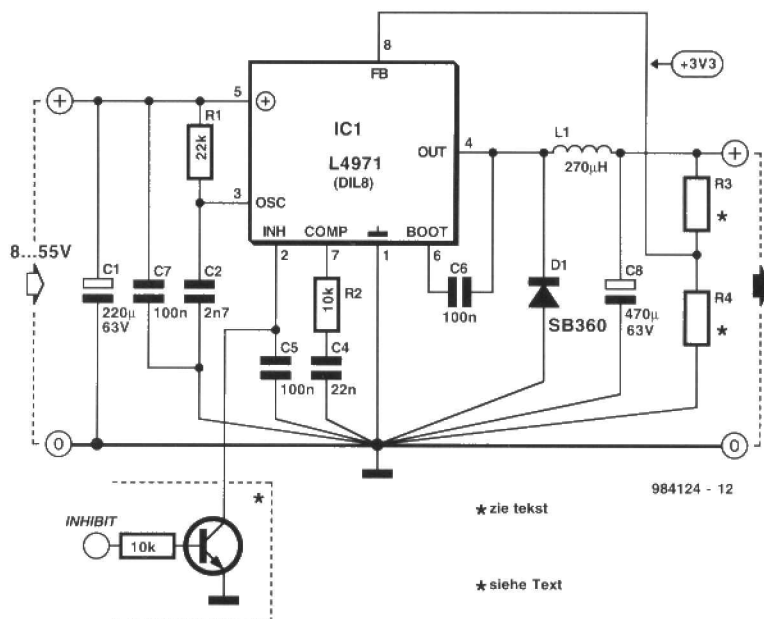 8
+3V3
FB
5
R1
22k
IC1
L4971
(DIL8)
OUT
4
L1
270µH
R3
*
3
OSC
INH
COMP
BOOT
2
7
1
6
8...55V
C1
220µ
63V
C7
100n
C2
2n7
10k
R2
C6
100n
D1
SB360
C8
470µ
63V
R4
*
C5
100n
C4
22n
+
+
+
0
0
984124 - 12
*
INHIBIT
10k
* zie tekst
* siehe Text